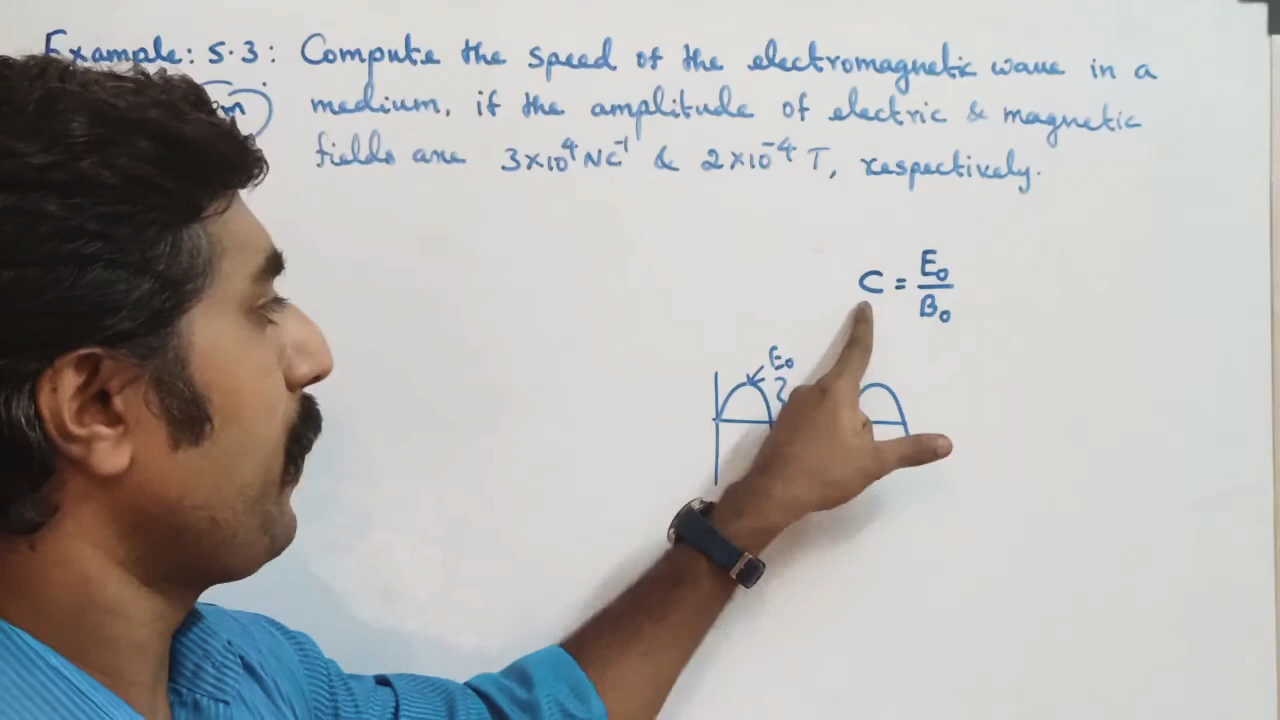 Example: 5.3: Compute the speed of the electromagnetic wave in a
medium, if the amplitude of electric & magnetic
fields are 3×10⁴ NC⁻¹ & 2×10⁻⁴ T, respectively.
C = E₀/B₀
E₀